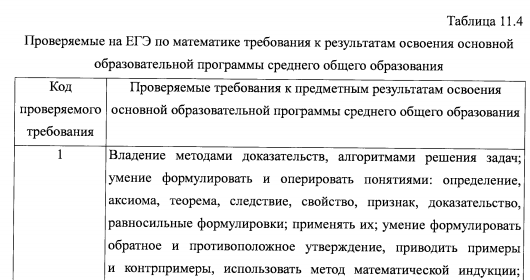 Таблица 11.4
Проверяемые на ЕГЭ по математике требования к результатам освоения основной
образовательной программы среднего общего образования
Код
проверяемого
требования
Проверяемые требования к предметным результатам освоения
основной образовательной программы среднего общего образования
1
Владение методами доказательств, алгоритмами решения задач;
умение формулировать и оперировать понятиями: определение,
аксиома, теорема, следствие, свойство, признак, доказательство,
равносильные формулировки; применять их; умение формулировать
обратное и противоположное утверждение, приводить примеры
и контрпримеры, использовать метод математической индукции;